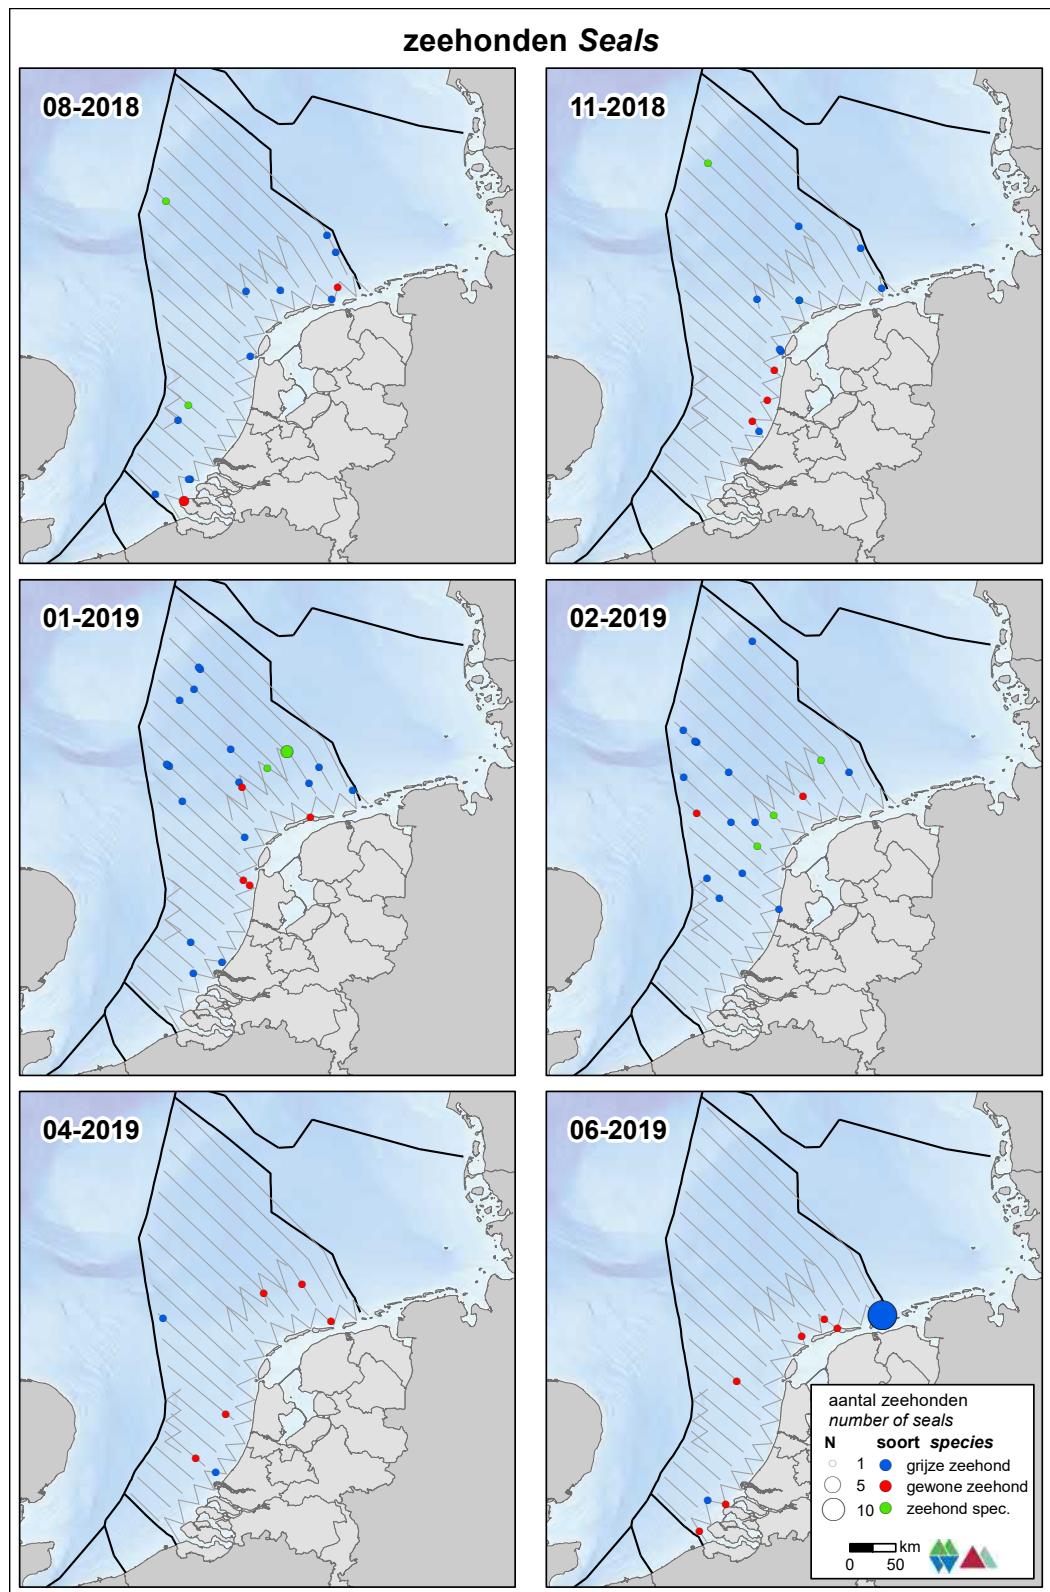 zeehonden Seals
08-2018
11-2018
01-2019
02-2019
04-2019
06-2019
aantal zeehonden
number of seals
N soort species
1 grijze zeehond
5 gewone zeehond
10 zeehond spec.
km
0 50